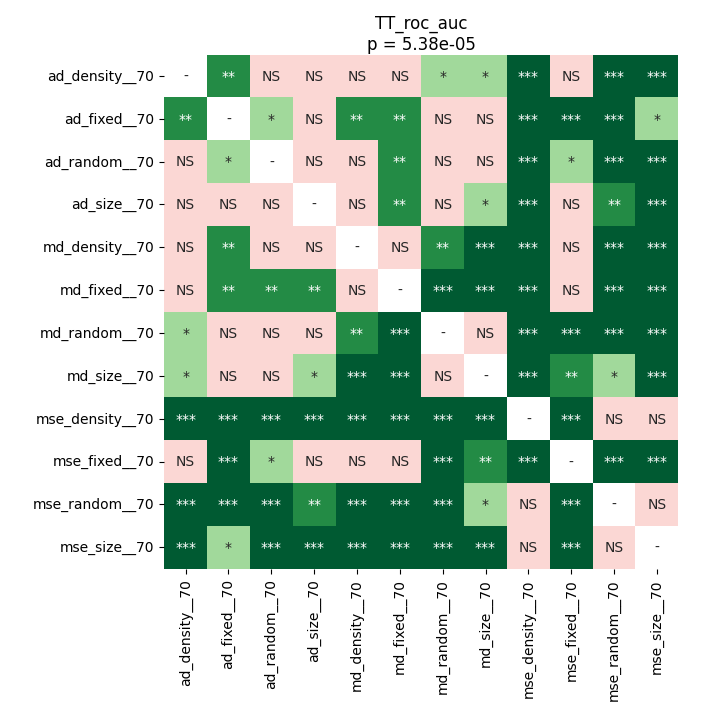 TT_roc_auc
p = 5.38e-05
ad_density__70 - ** NS NS NS NS * * *** NS *** ***
ad_fixed__70 ** - * NS ** ** NS NS *** *** *** *
ad_random__70 NS * - NS NS ** NS NS *** * *** ***
ad_size__70 NS NS NS - NS ** NS * *** NS ** ***
md_density__70 NS ** NS NS - NS ** *** *** NS *** ***
md_fixed__70 NS ** ** ** NS - *** *** *** NS *** ***
md_random__70 * NS NS NS ** *** - NS *** *** *** ***
md_size__70 * NS NS * *** *** NS - *** ** * ***
mse_density__70 *** *** *** *** *** *** *** *** - *** NS NS
mse_fixed__70 NS *** * NS NS NS *** ** *** - *** ***
mse_random__70 *** *** *** ** *** *** *** * NS *** - NS
mse_size__70 *** * *** *** *** *** *** *** NS *** NS -
ad_density__70
ad_fixed__70
ad_random__70
ad_size__70
md_density__70
md_fixed__70
md_random__70
md_size__70
mse_density__70
mse_fixed__70
mse_random__70
mse_size__70